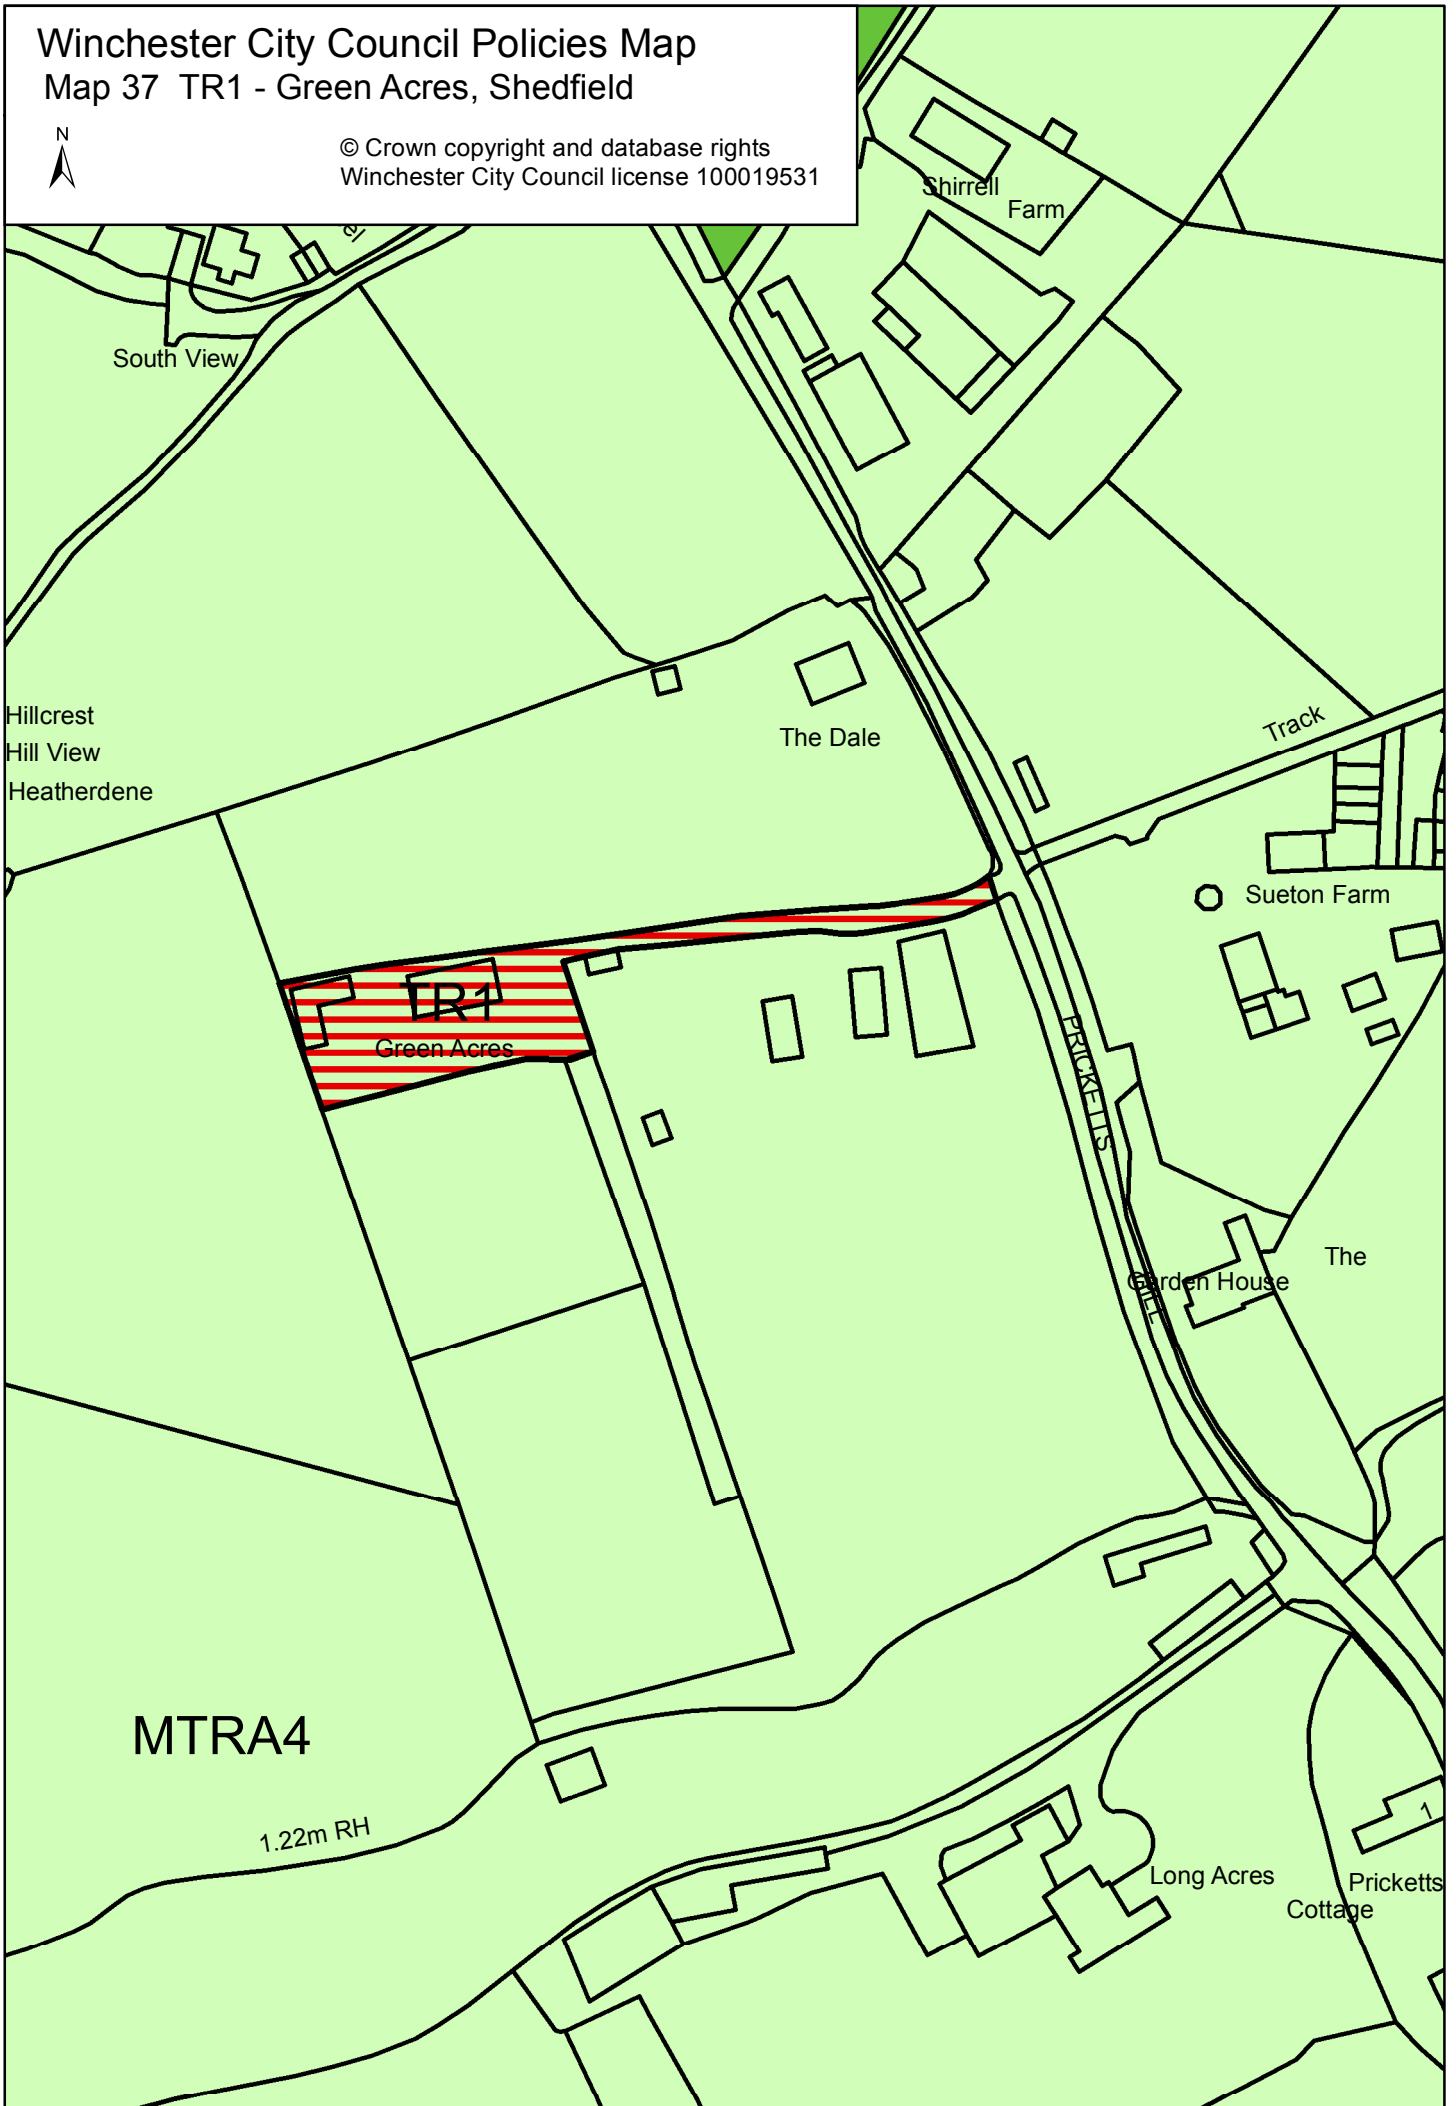 Winchester City Council Policies Map
Map 37 TR1 - Green Acres, Shedfield
N
© Crown copyright and database rights
Winchester City Council license 100019531
Shirrell
Farm
South View
Hillcrest
Hill View
Heatherdene
The Dale
Track
Sueton Farm
TR1
Green Acres
PRICKETTS
HILL
The
Garden House
MTRA4
1.22m RH
1
Long Acres
Pricketts
Cottage